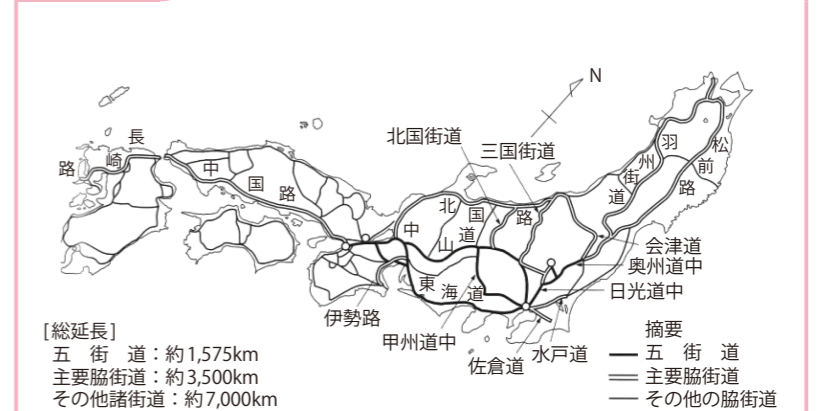 N
北国街道
三国街道
長崎路
中国路
北国路
中山道
東海道
羽州街道
松前路
会津道
奥州道中
日光道中
伊勢路
甲州道中
佐倉道
水戸道
[総延長]
五街道：約1,575km
主要脇街道：約3,500km
その他諸街道：約7,000km
摘要
五街道
主要脇街道
その他の脇街道